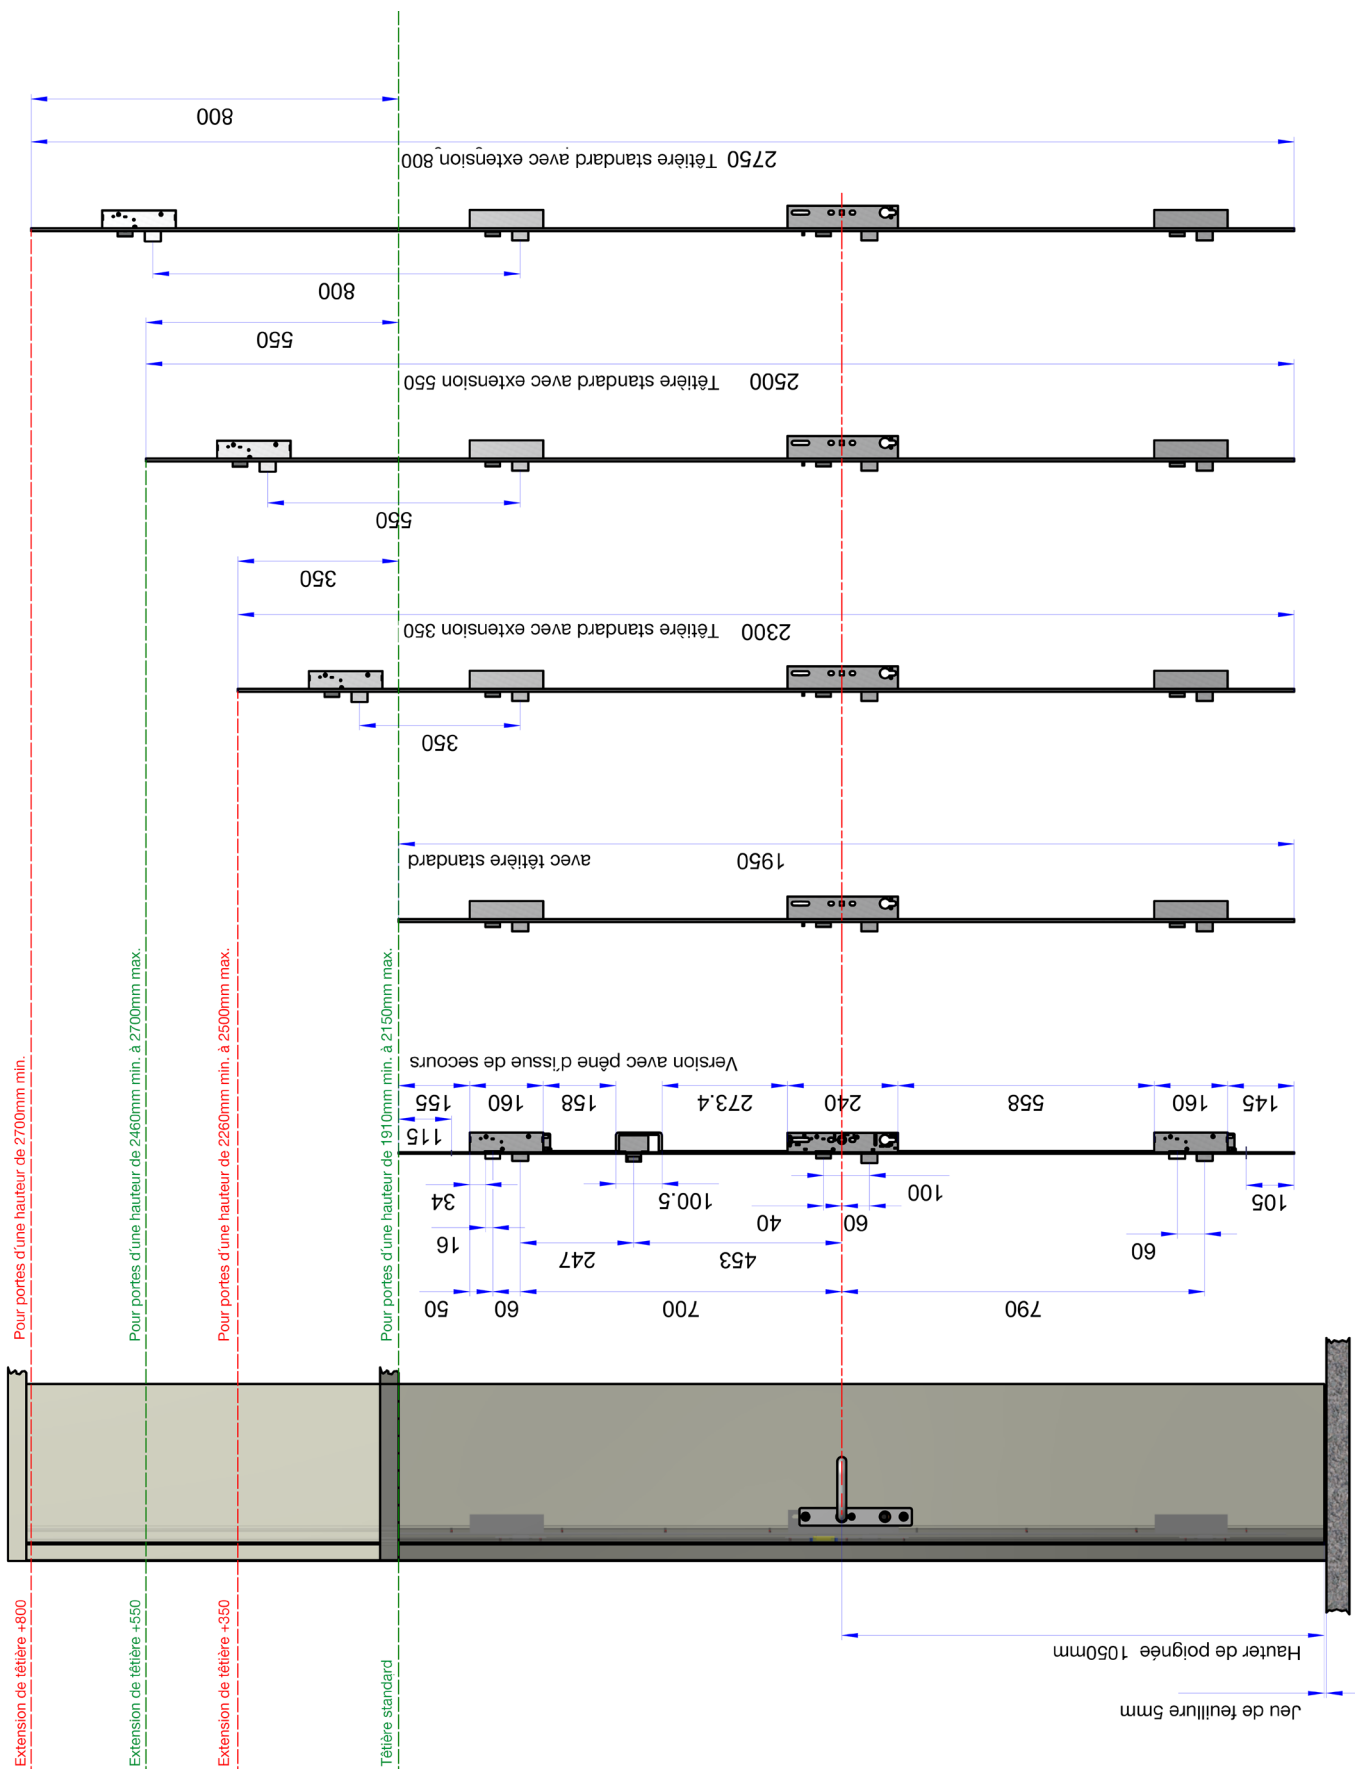 Jeu de feuillure 5mm
Hauter de poignée 1050mm
790
700
60
50
453
247
60
16
60
40
105
100
100.5
34
115
145
160
558
240
273.4
158
160
155
Version avec pêne d´issue de secours
1950 avec têtière standard
350
2300 Têtière standard avec extension 350
350
550
2500 Têtière standard avec extension 550
550
800
2750 Têtière standard avec extension 800
800
Extension de têtière +800
Pour portes d´une hauteur de 2700mm min.
Extension de têtière +550
Pour portes d´une hauteur de 2460mm min. à 2700mm max.
Extension de têtière +350
Pour portes d´une hauteur de 2260mm min. à 2500mm max.
Têtière standard
Pour portes d´une hauteur de 1910mm min. à 2150mm max.